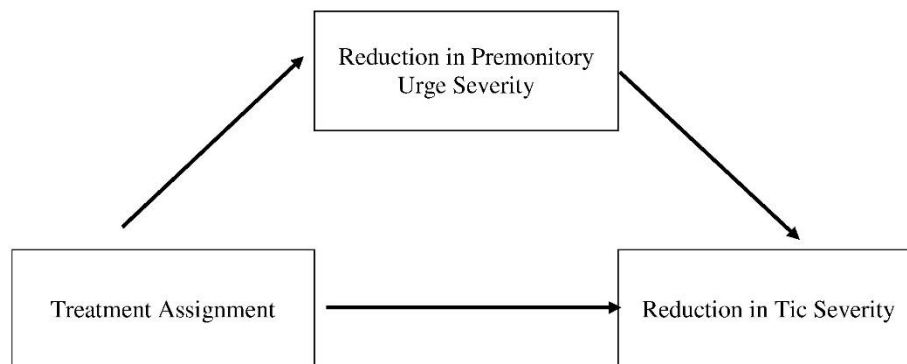 Reduction in Premonitory
Urge Severity
Treatment Assignment
Reduction in Tic Severity